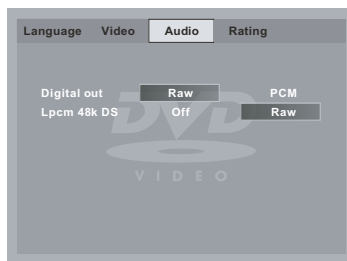 Language Video Audio Rating
Digital out Raw PCM
Lpcm 48k DS Off Raw
DVD
VIDEO